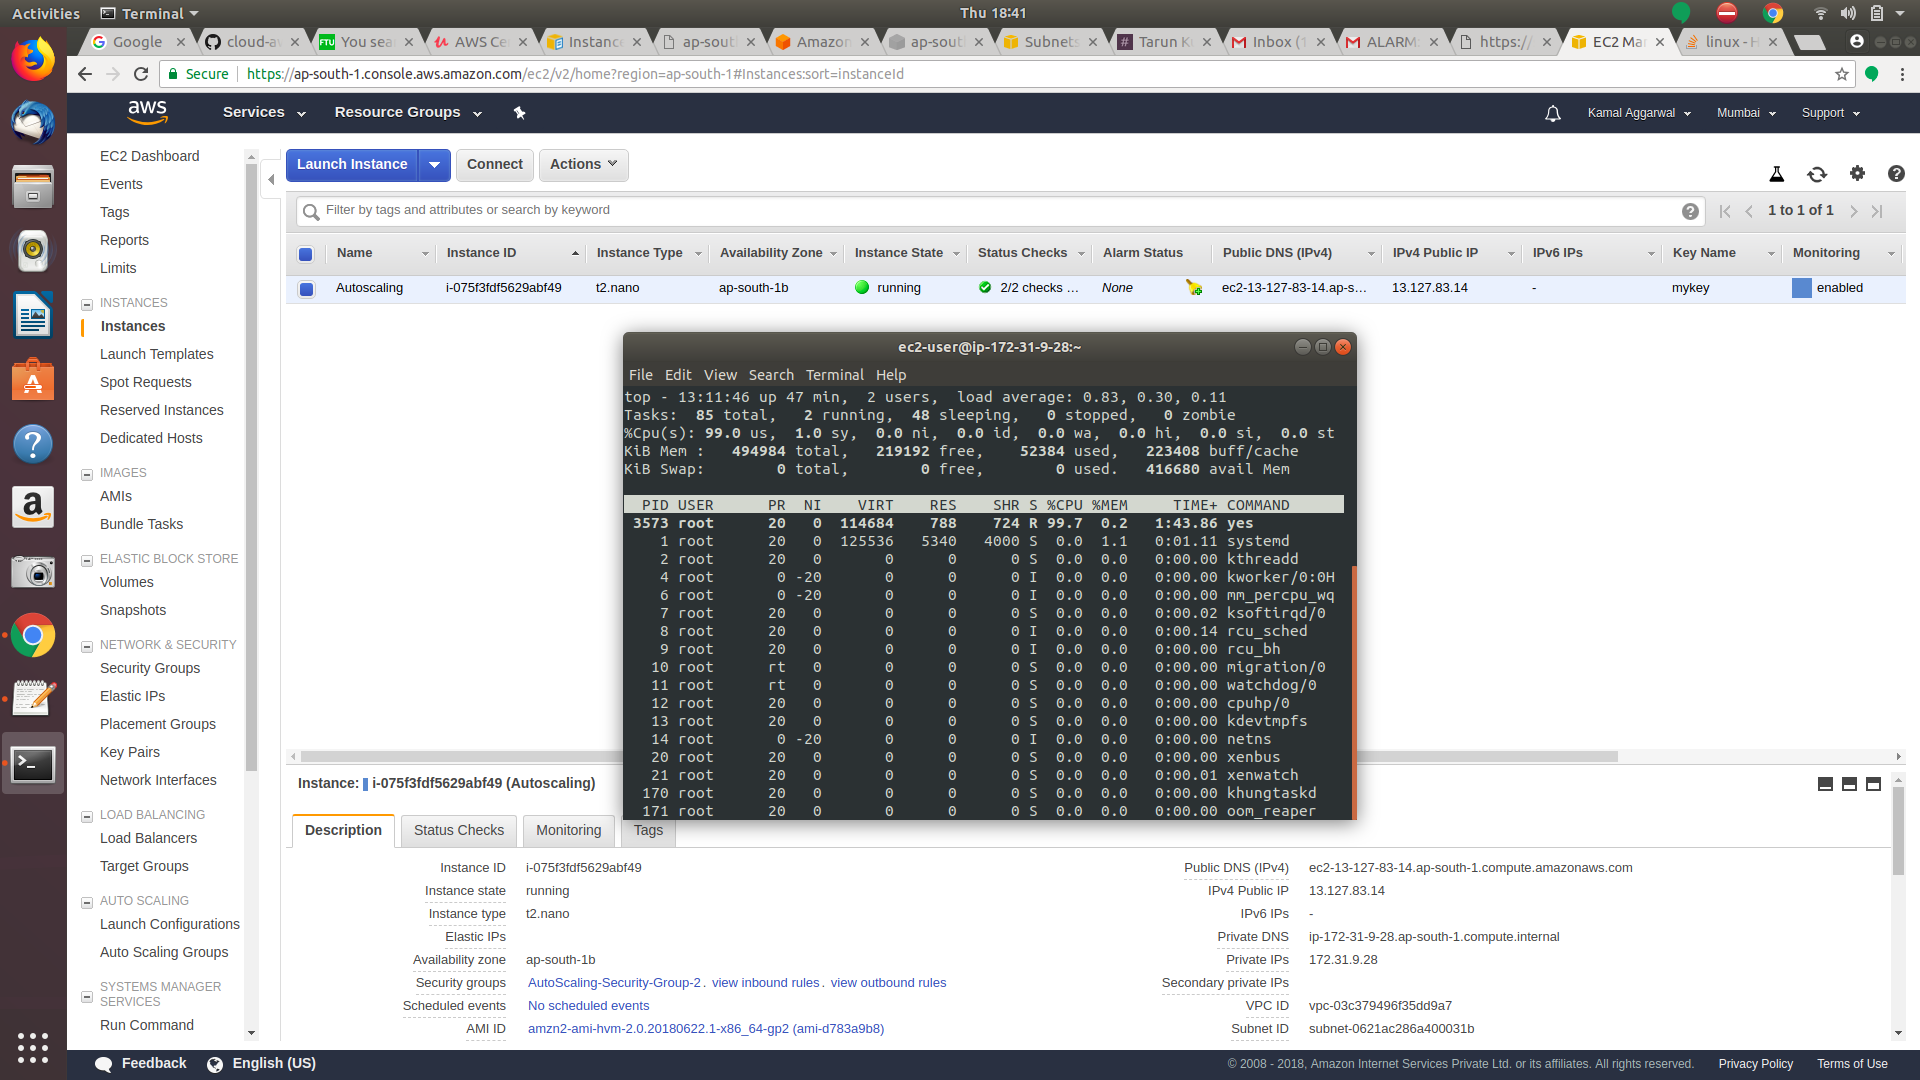 Activities Terminal Thu 18:41
Google cloud-a You sea AWS Ce Instanc ap-sout Amazon ap-sout Subnets Tarun K Inbox (1 ALARM: https:// EC2 Ma linux - H
Secure https://ap-south-1.console.aws.amazon.com/ec2/v2/home?region=ap-south-1#Instances:sort=instanceId
aws Services Resource Groups Kamal Aggarwal Mumbai Support
EC2 Dashboard
Events
Tags
Reports
Limits
INSTANCES
Instances
Launch Templates
Spot Requests
Reserved Instances
Dedicated Hosts
IMAGES
AMIs
Bundle Tasks
ELASTIC BLOCK STORE
Volumes
Snapshots
NETWORK & SECURITY
Security Groups
Elastic IPs
Placement Groups
Key Pairs
Network Interfaces
LOAD BALANCING
Load Balancers
Target Groups
AUTO SCALING
Launch Configurations
Auto Scaling Groups
SYSTEMS MANAGER
SERVICES
Run Command
Launch Instance Connect Actions
Filter by tags and attributes or search by keyword 1 to 1 of 1
Name Instance ID Instance Type Availability Zone Instance State Status Checks Alarm Status Public DNS (IPv4) IPv4 Public IP IPv6 IPs Key Name Monitoring
Autoscaling i-075f3fdf5629abf49 t2.nano ap-south-1b running 2/2 checks ... None ec2-13-127-83-14.ap-s... 13.127.83.14 - mykey enabled
ec2-user@ip-172-31-9-28:~
File Edit View Search Terminal Help
top - 13:11:46 up 47 min, 2 users, load average: 0.83, 0.30, 0.11
Tasks: 85 total, 2 running, 48 sleeping, 0 stopped, 0 zombie
%Cpu(s): 99.0 us, 1.0 sy, 0.0 ni, 0.0 id, 0.0 wa, 0.0 hi, 0.0 si, 0.0 st
KiB Mem : 494984 total, 219192 free, 52384 used, 223408 buff/cache
KiB Swap: 0 total, 0 free, 0 used. 416680 avail Mem
PID USER PR NI VIRT RES SHR S %CPU %MEM TIME+ COMMAND
3573 root 20 0 114684 788 724 R 99.7 0.2 1:43.86 yes
1 root 20 0 125536 5340 4000 S 0.0 1.1 0:01.11 systemd
2 root 20 0 0 0 0 S 0.0 0.0 0:00.00 kthreadd
4 root 0 -20 0 0 0 I 0.0 0.0 0:00.00 kworker/0:0H
6 root 0 -20 0 0 0 I 0.0 0.0 0:00.00 mm_percpu_wq
7 root 20 0 0 0 0 S 0.0 0.0 0:00.02 ksoftirqd/0
8 root 20 0 0 0 0 I 0.0 0.0 0:00.14 rcu_sched
9 root 20 0 0 0 0 I 0.0 0.0 0:00.00 rcu_bh
10 root rt 0 0 0 0 S 0.0 0.0 0:00.00 migration/0
11 root rt 0 0 0 0 S 0.0 0.0 0:00.00 watchdog/0
12 root 20 0 0 0 0 S 0.0 0.0 0:00.00 cpuhp/0
13 root 20 0 0 0 0 S 0.0 0.0 0:00.00 kdevtmpfs
14 root 0 -20 0 0 0 I 0.0 0.0 0:00.00 netns
20 root 20 0 0 0 0 S 0.0 0.0 0:00.00 xenbus
21 root 20 0 0 0 0 S 0.0 0.0 0:00.01 xenwatch
170 root 20 0 0 0 0 S 0.0 0.0 0:00.00 khungtaskd
171 root 20 0 0 0 0 S 0.0 0.0 0:00.00 oom_reaper
Instance: i-075f3fdf5629abf49 (Autoscaling)
Description Status Checks Monitoring Tags
Instance ID i-075f3fdf5629abf49 Public DNS (IPv4) ec2-13-127-83-14.ap-south-1.compute.amazonaws.com
Instance state running IPv4 Public IP 13.127.83.14
Instance type t2.nano IPv6 IPs -
Elastic IPs Private DNS ip-172-31-9-28.ap-south-1.compute.internal
Availability zone ap-south-1b Private IPs 172.31.9.28
Security groups AutoScaling-Security-Group-2. view inbound rules. view outbound rules Secondary private IPs
Scheduled events No scheduled events VPC ID vpc-03c379496f35dd9a7
AMI ID amzn2-ami-hvm-2.0.20180622.1-x86_64-gp2 (ami-d783a9b8) Subnet ID subnet-0621ac286a400031b
Feedback English (US) © 2008 - 2018, Amazon Internet Services Private Ltd. or its affiliates. All rights reserved. Privacy Policy Terms of Use